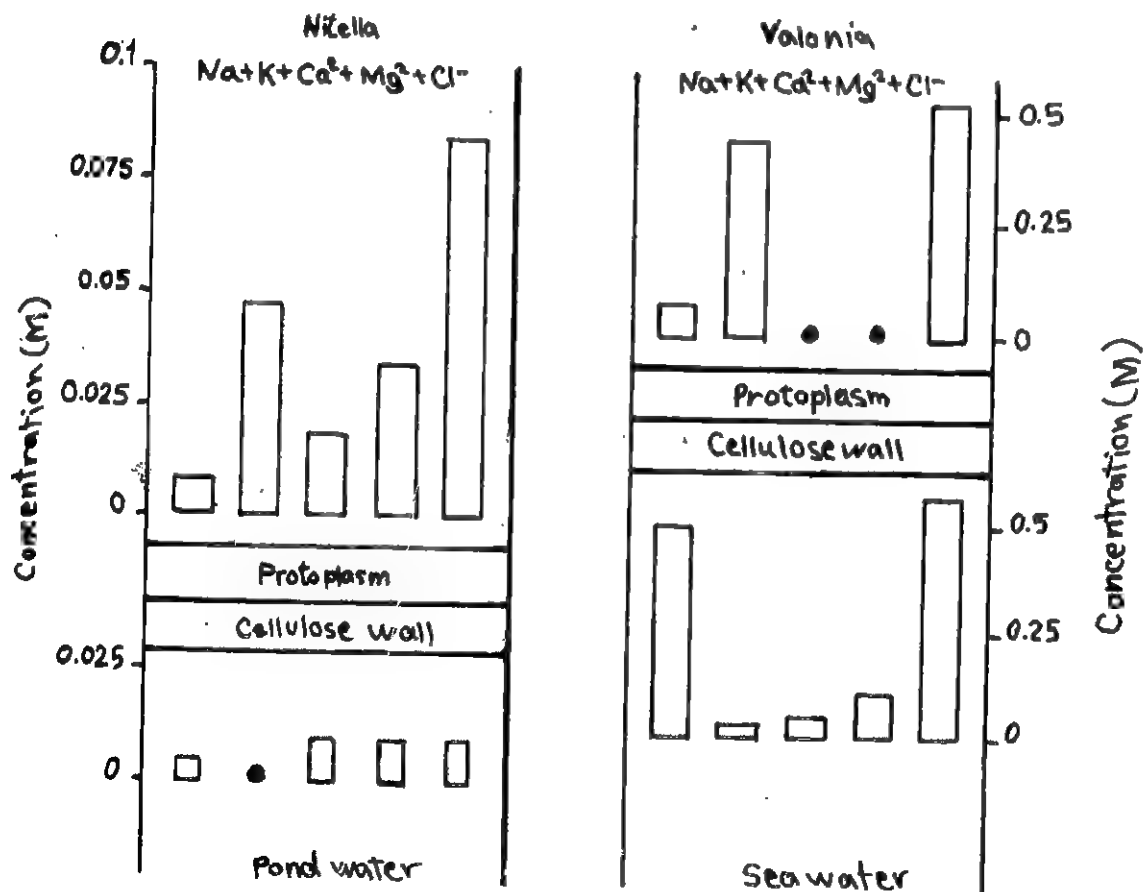 Nitella
Na+K+Ca²+Mg²+Cl⁻
0.1
0.075
0.05
0.025
0
Concentration (M)
Protoplasm
Cellulose wall
0.025
0
Pond water
Valonia
Na+K+Ca²+Mg²+Cl⁻
0.5
0.25
0
Protoplasm
Cellulose wall
0.5
0.25
0
Concentration (M)
Sea water